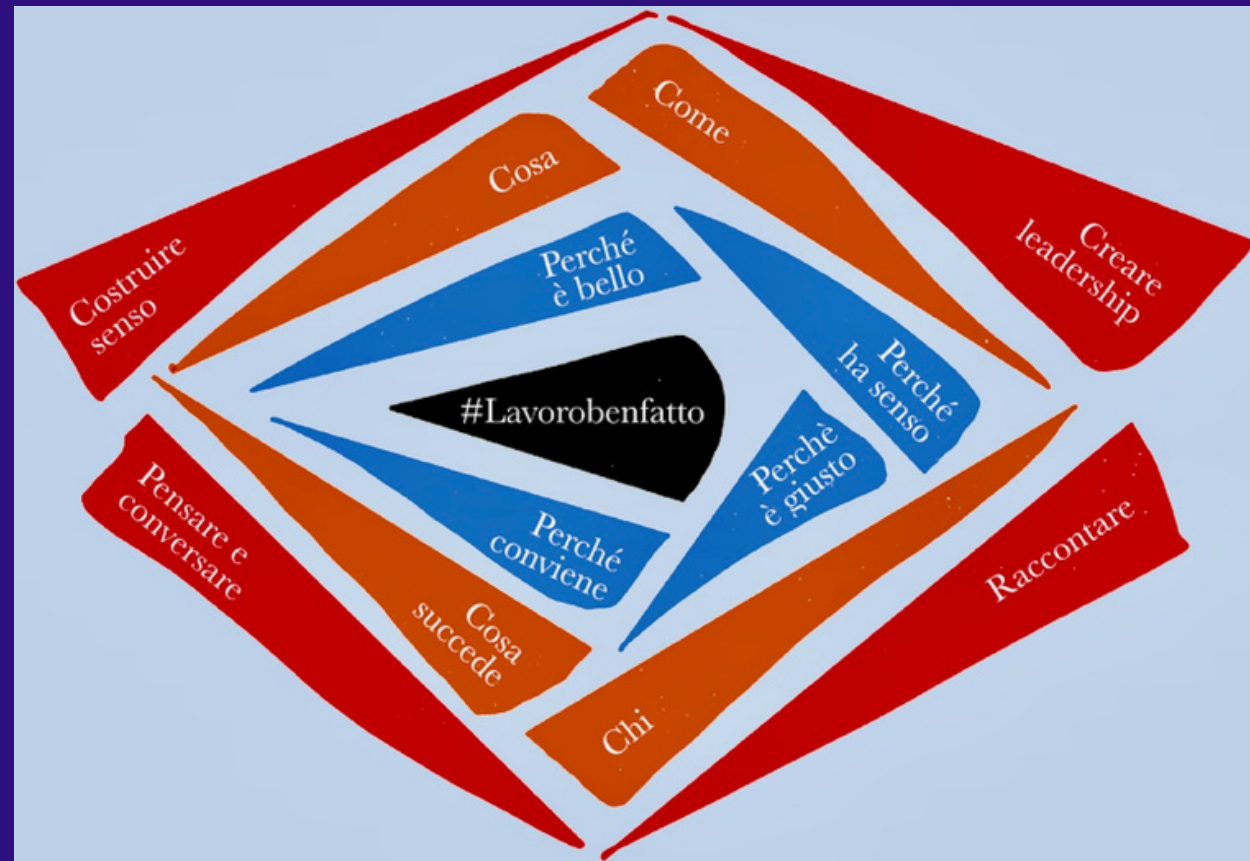 Come
Cosa
Costruire
senso
Creare
leadership
Perché
è bello
Perché
ha senso
#Lavorobenfatto
Perchè
è giusto
Perché
conviene
Pensare e
conversare
Raccontare
Cosa
succede
Chi